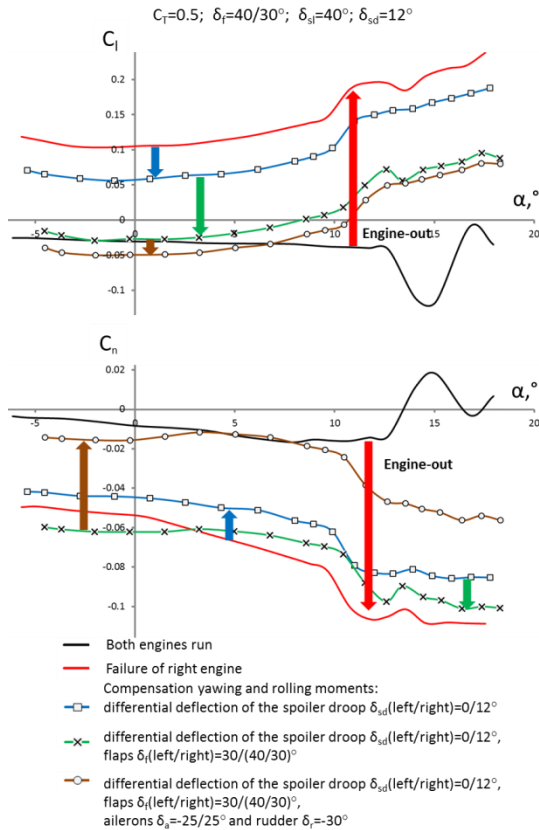 C_T=0.5; δ_f=40/30°; δ_sl=40°; δ_sd=12°
C_l
0.2
0.15
0.1
0.05
α,°
0
-5
0
5
10
15
20
Engine-out
-0.05
-0.1
C_n
0.02
α,°
0
-5
0
5
10
15
20
-0.02
Engine-out
-0.04
-0.06
-0.08
-0.1
Both engines run
Failure of right engine
Compensation yawing and rolling moments:
differential deflection of the spoiler droop δ_sd(left/right)=0/12°
differential deflection of the spoiler droop δ_sd(left/right)=0/12°,
flaps δ_f(left/right)=30/(40/30)°
differential deflection of the spoiler droop δ_sd(left/right)=0/12°,
flaps δ_f(left/right)=30/(40/30)°,
ailerons δ_a=-25/25° and rudder δ_r=-30°